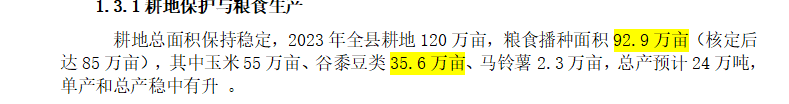 1.3.1 耕地保护与粮食生产
耕地总面积保持稳定，2023 年全县耕地 120 万亩，粮食播种面积 92.9 万亩（核定后
达 85 万亩），其中玉米 55 万亩、谷黍豆类 35.6 万亩、马铃薯 2.3 万亩，总产预计 24 万吨，
单产和总产稳中有升 。